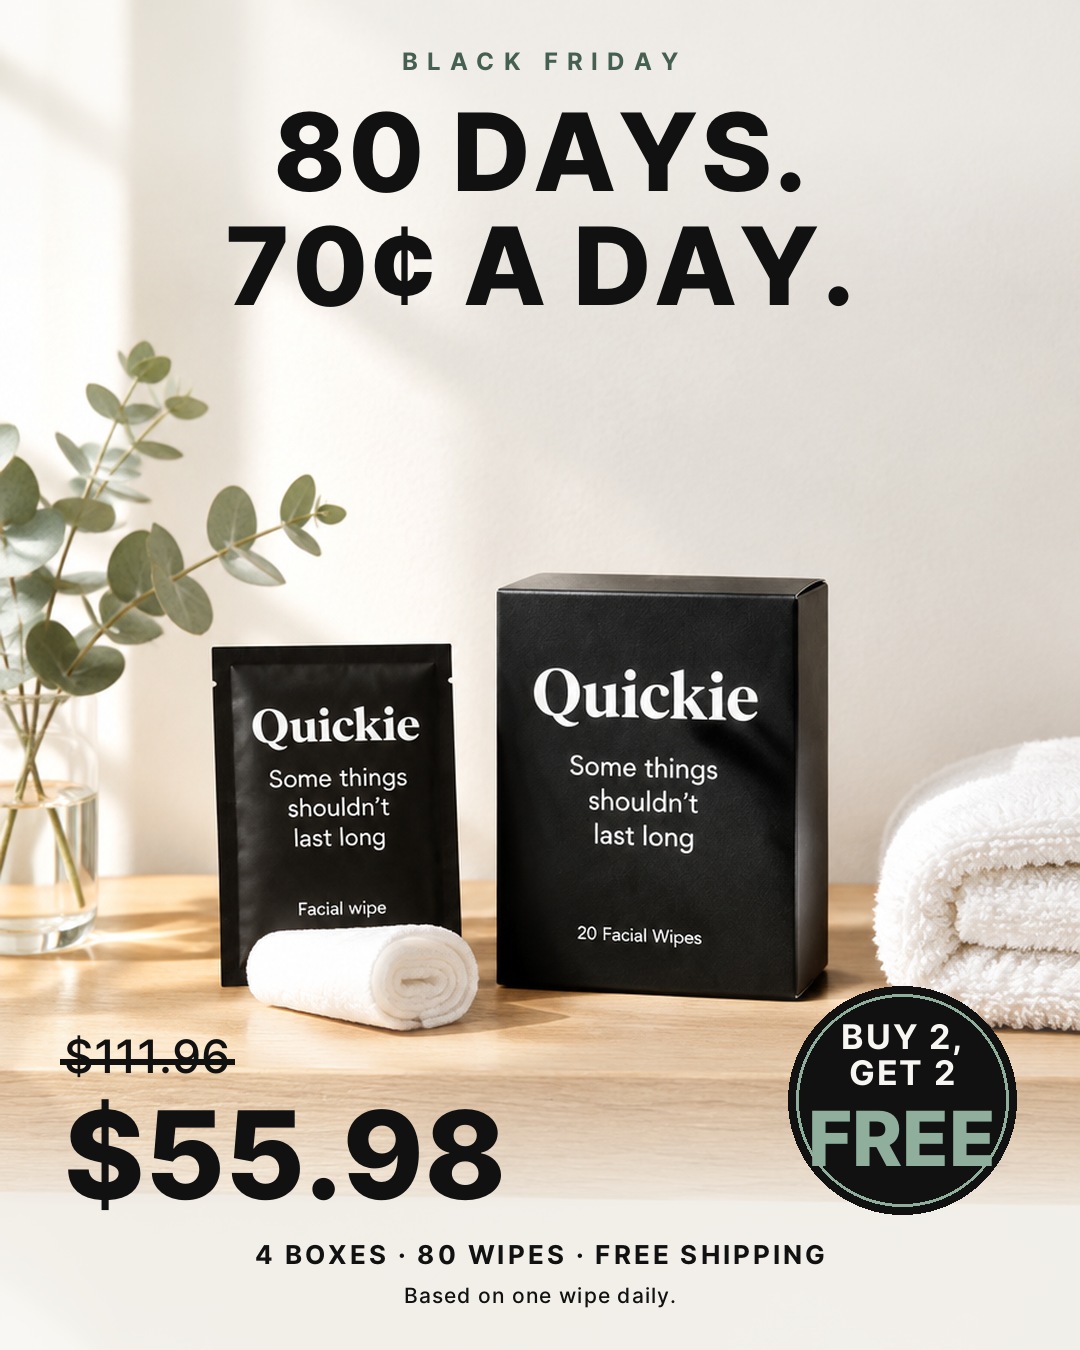 BLACK FRIDAY
80 DAYS.
70¢ A DAY.
Quickie
Some things
shouldn't
last long
Facial wipe
Quickie
Some things
shouldn't
last long
20 Facial Wipes
$111.96
$55.98
BUY 2,
GET 2
FREE
4 BOXES · 80 WIPES · FREE SHIPPING
Based on one wipe daily.